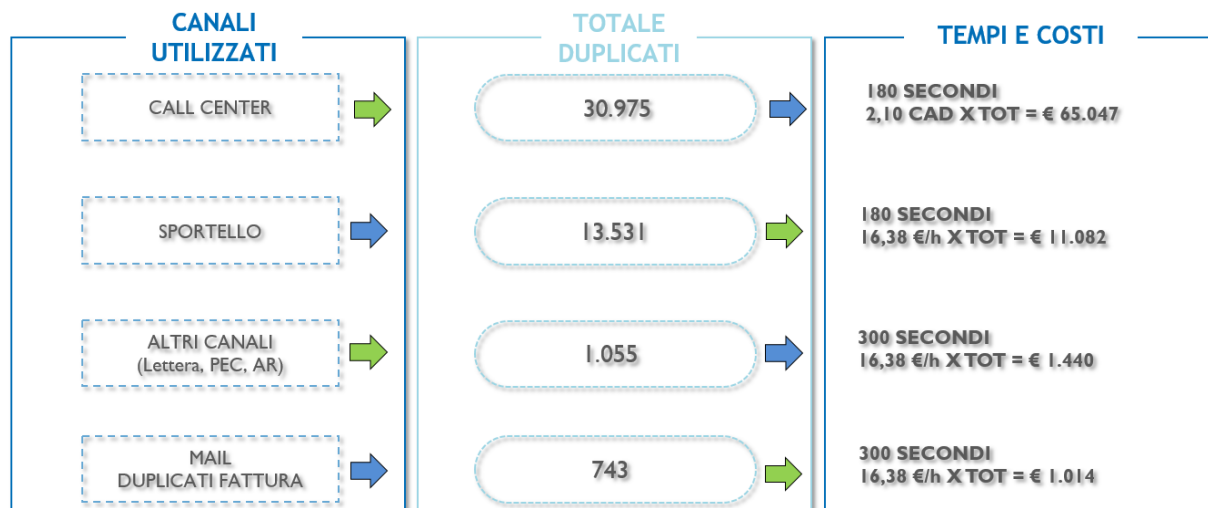 CANALI
UTILIZZATI
TOTALE
DUPLICATI
TEMPI E COSTI
CALL CENTER
30.975
180 SECONDI
2,10 CAD X TOT = € 65.047
SPORTELLO
13.531
180 SECONDI
16,38 €/h X TOT = € 11.082
ALTRI CANALI
(Lettera, PEC, AR)
1.055
300 SECONDI
16,38 €/h X TOT = € 1.440
MAIL
DUPLICATI FATTURA
743
300 SECONDI
16,38 €/h X TOT = € 1.014